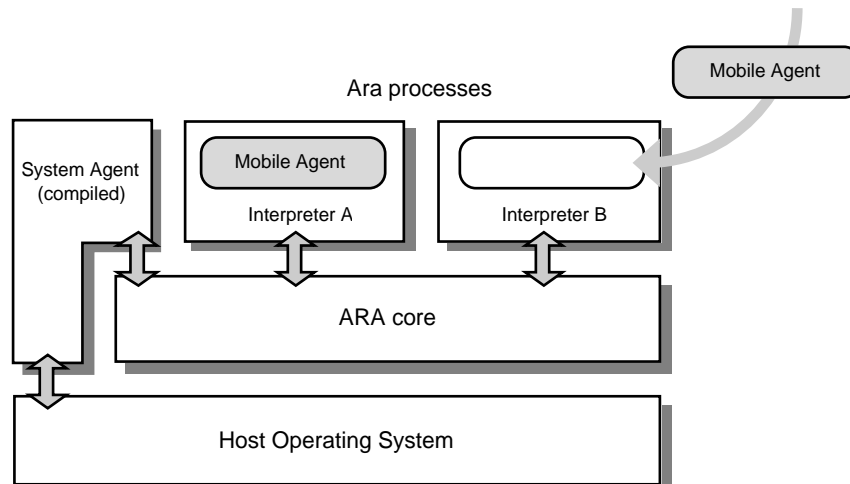 Mobile Agent
Ara processes
System Agent
(compiled)
Mobile Agent
Interpreter A
Interpreter B
ARA core
Host Operating System